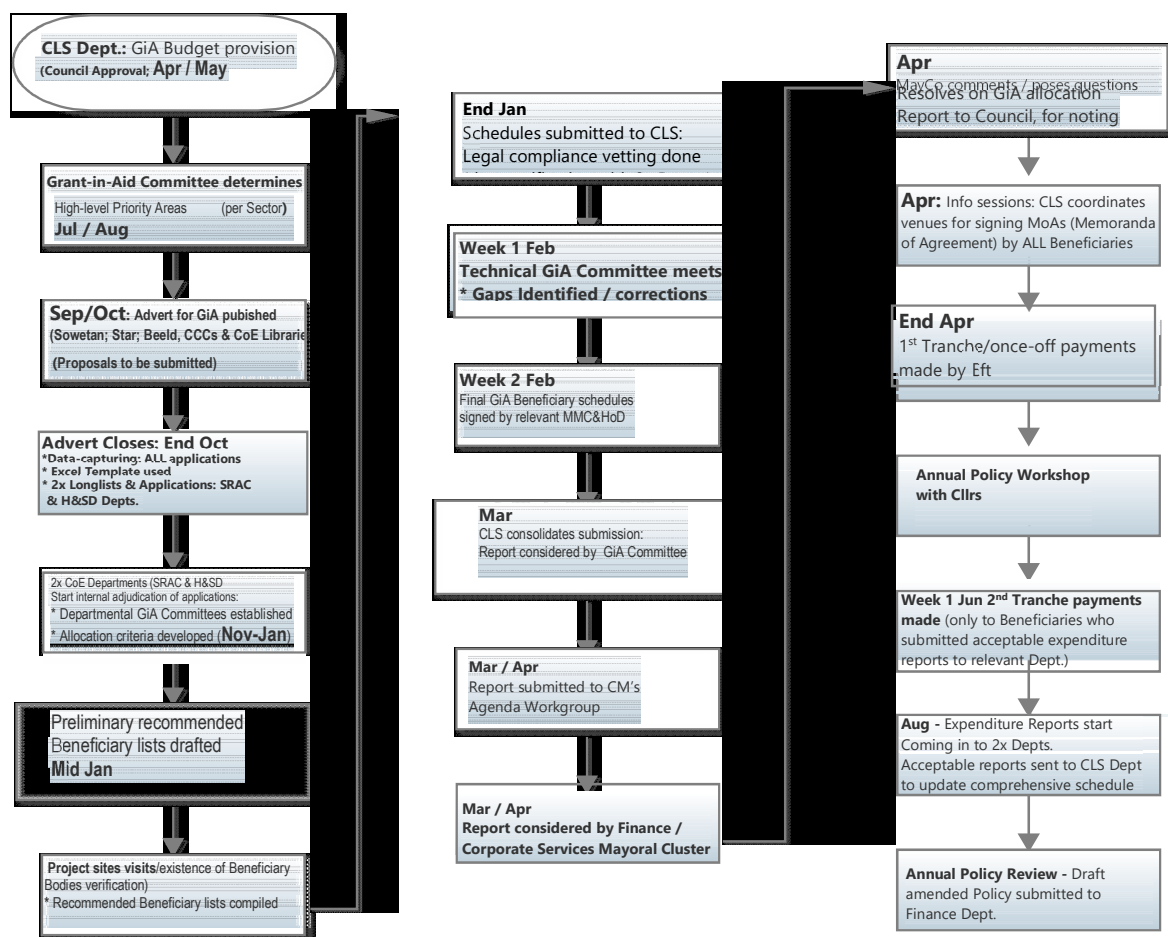 CLS Dept.: GiA Budget provision
(Council Approval; Apr / May
Grant-in-Aid Committee determines
High-level Priority Areas (per Sector)
Jul / Aug
Sep/Oct: Advert for GiA pubished
(Sowetan; Star; Beeld, CCCs & CoE Librarie
(Proposals to be submitted)
Advert Closes: End Oct
*Data-capturing: ALL applications
* Excel Template used
* 2x Longlists & Applications: SRAC
& H&SD Depts.
2x CoE Departments (SRAC & H&SD
Start internal adjudication of applications:
* Departmental GiA Committees established
* Allocation criteria developed (Nov-Jan)
Preliminary recommended
Beneficiary lists drafted
Mid Jan
Project sites visits/existence of Beneficiary
Bodies verification)
* Recommended Beneficiary lists compiled
End Jan
Schedules submitted to CLS:
Legal compliance vetting done
Week 1 Feb
Technical GiA Committee meets
* Gaps Identified / corrections
Week 2 Feb
Final GiA Beneficiary schedules
signed by relevant MMC&HoD
Mar
CLS consolidates submission:
Report considered by GiA Committee
Mar / Apr
Report submitted to CM's
Agenda Workgroup
Mar / Apr
Report considered by Finance /
Corporate Services Mayoral Cluster
Apr
MayCo comments / poses questions
Resolves on GiA allocation
Report to Council, for noting
Apr: Info sessions: CLS coordinates
venues for signing MoAs (Memoranda
of Agreement) by ALL Beneficiaries
End Apr
1st Tranche/once-off payments
made by Eft
Annual Policy Workshop
with Cllrs
Week 1 Jun 2nd Tranche payments
made (only to Beneficiaries who
submitted acceptable expenditure
reports to relevant Dept.)
Aug - Expenditure Reports start
Coming in to 2x Depts.
Acceptable reports sent to CLS Dept
to update comprehensive schedule
Annual Policy Review - Draft
amended Policy submitted to
Finance Dept.